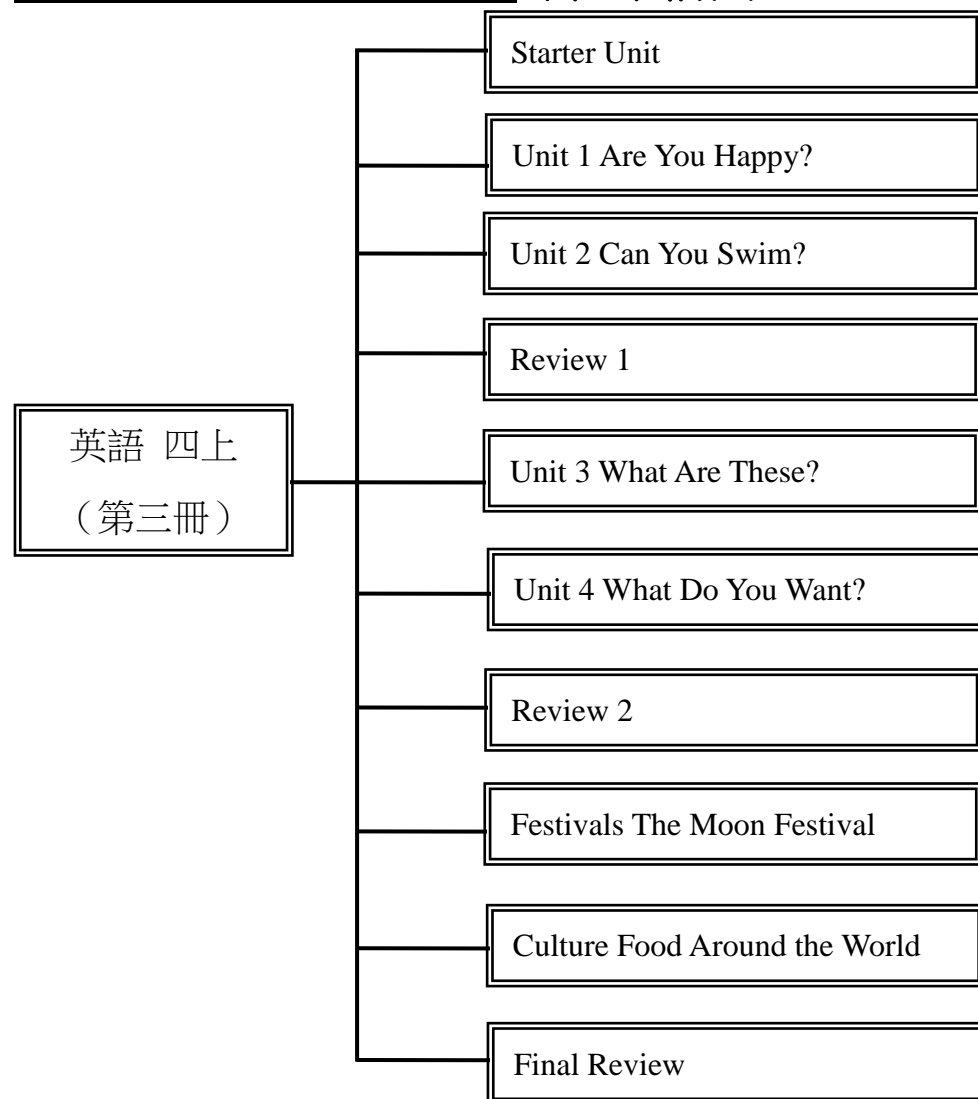 英語 四上
（第三冊）
Starter Unit
Unit 1 Are You Happy?
Unit 2 Can You Swim?
Review 1
Unit 3 What Are These?
Unit 4 What Do You Want?
Review 2
Festivals The Moon Festival
Culture Food Around the World
Final Review